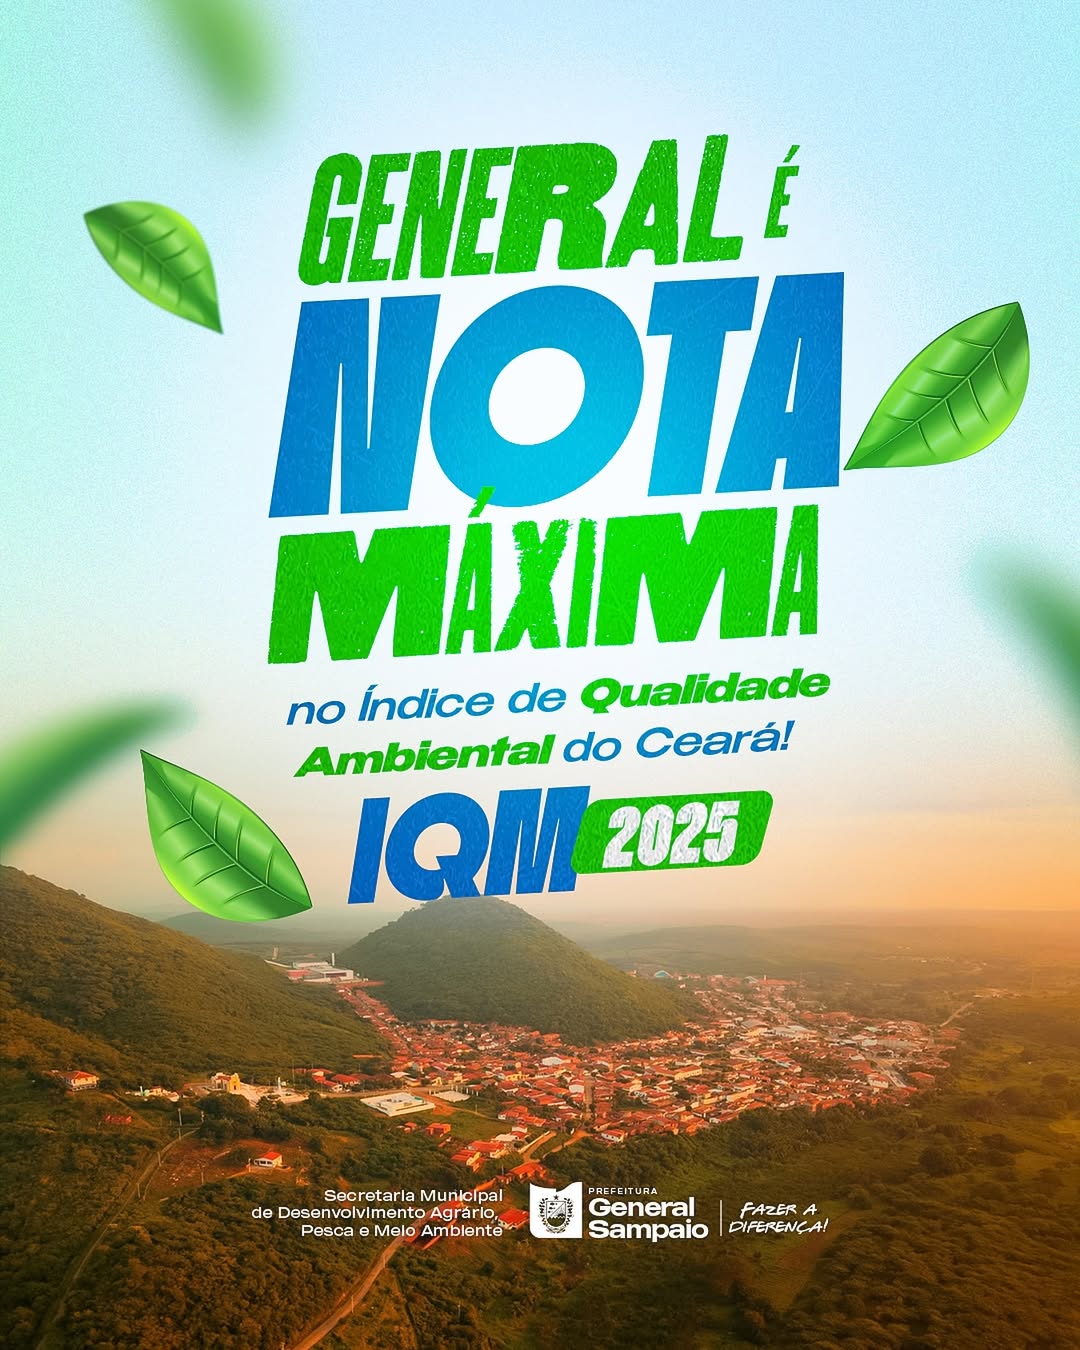 GENERAL É
NOTA
MÁXIMA
no Índice de Qualidade
Ambiental do Ceará!
IQM 2025
Secretaria Municipal
de Desenvolvimento Agrário,
Pesca e Meio Ambiente
PREFEITURA
General
Sampaio
FAZER A
DIFERENÇA!